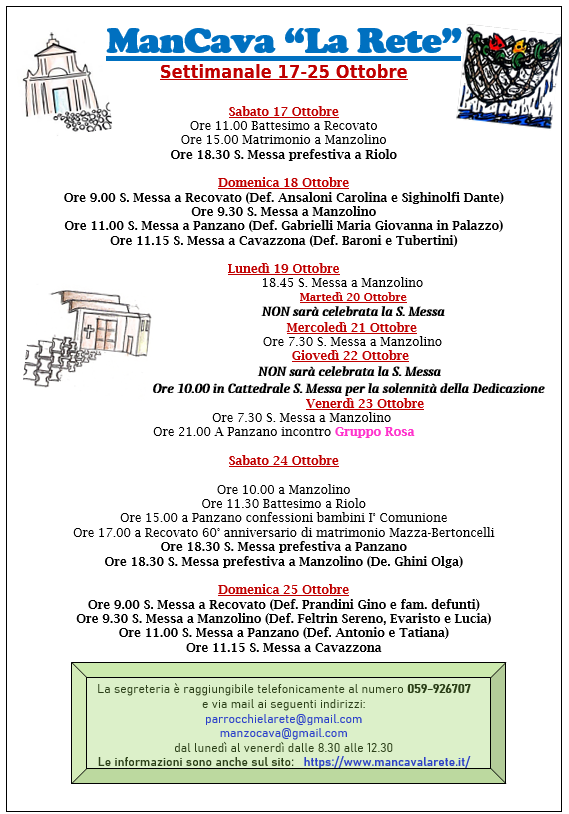 ManCava “La Rete”
Settimanale 17-25 Ottobre
Sabato 17 Ottobre
Ore 11.00 Battesimo a Recovato
Ore 15.00 Matrimonio a Manzolino
Ore 18.30 S. Messa prefestiva a Riolo
Domenica 18 Ottobre
Ore 9.00 S. Messa a Recovato (Def. Ansaloni Carolina e Sighinolfi Dante)
Ore 9.30 S. Messa a Manzolino
Ore 11.00 S. Messa a Panzano (Def. Gabrielli Maria Giovanna in Palazzo)
Ore 11.15 S. Messa a Cavazzona (Def. Baroni e Tubertini)
Lunedì 19 Ottobre
18.45 S. Messa a Manzolino
Martedì 20 Ottobre
NON sarà celebrata la S. Messa
Mercoledì 21 Ottobre
Ore 7.30 S. Messa a Manzolino
Giovedì 22 Ottobre
NON sarà celebrata la S. Messa
Ore 10.00 in Cattedrale S. Messa per la solennità della Dedicazione
Venerdì 23 Ottobre
Ore 7.30 S. Messa a Manzolino
Ore 21.00 A Panzano incontro Gruppo Rosa
Sabato 24 Ottobre
Ore 10.00 a Manzolino
Ore 11.30 Battesimo a Riolo
Ore 15.00 a Panzano confessioni bambini I° Comunione
Ore 17.00 a Recovato 60° anniversario di matrimonio Mazza-Bertoncelli
Ore 18.30 S. Messa prefestiva a Panzano
Ore 18.30 S. Messa prefestiva a Manzolino (De. Ghini Olga)
Domenica 25 Ottobre
Ore 9.00 S. Messa a Recovato (Def. Prandini Gino e fam. defunti)
Ore 9.30 S. Messa a Manzolino (Def. Feltrin Sereno, Evaristo e Lucia)
Ore 11.00 S. Messa a Panzano (Def. Antonio e Tatiana)
Ore 11.15 S. Messa a Cavazzona
La segreteria è raggiungibile telefonicamente al numero 059-926707
e via mail ai seguenti indirizzi:
parrocchielarete@gmail.com
manzocava@gmail.com
dal lunedì al venerdì dalle 8.30 alle 12.30
Le informazioni sono anche sul sito: https://www.mancavalarete.it/